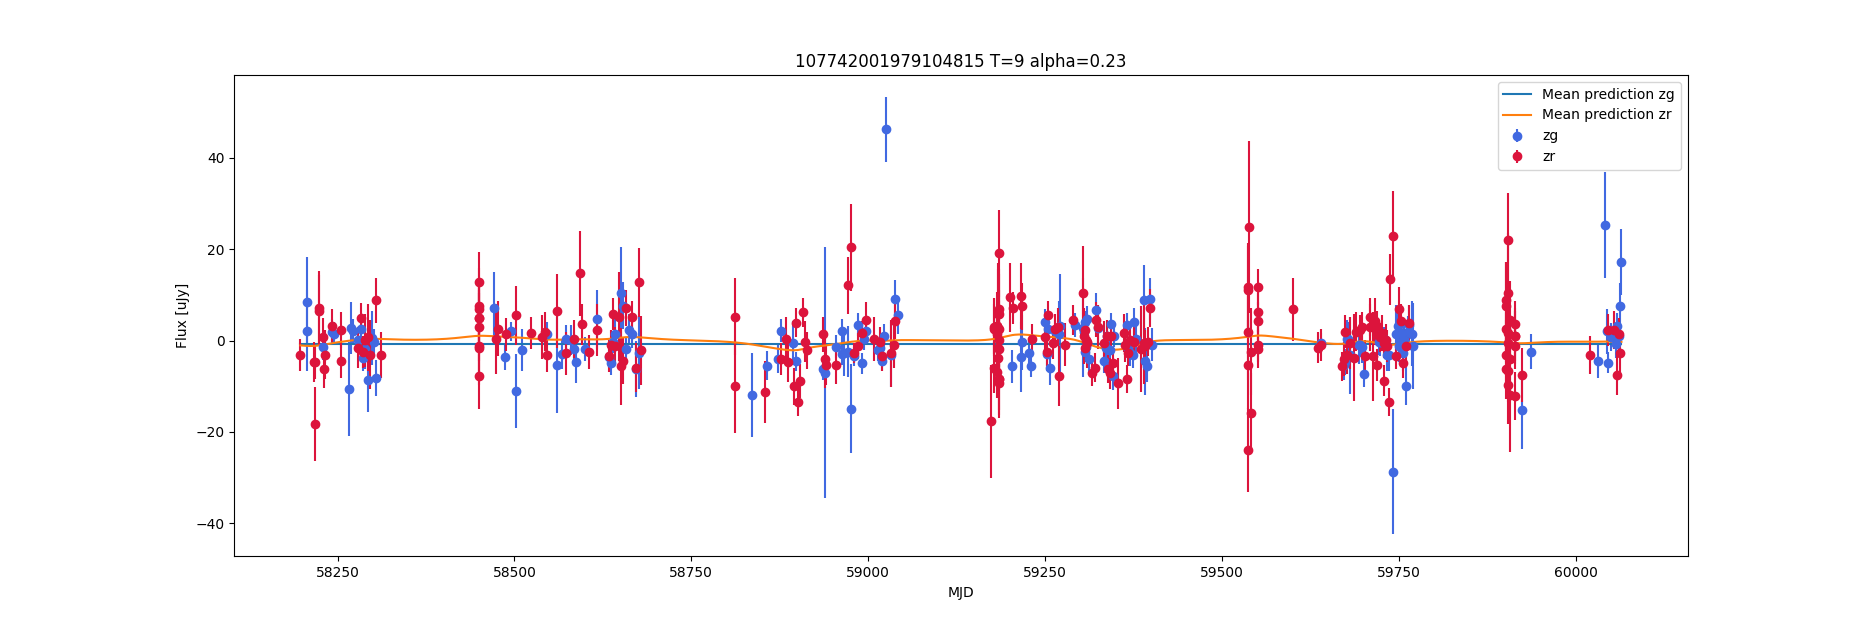 107742001979104815 T=9 alpha=0.23
Mean prediction zg
Mean prediction zr
zg
zr
Flux [uJy]
40
20
0
−20
−40
58250 58500 58750 59000 59250 59500 59750 60000
MJD